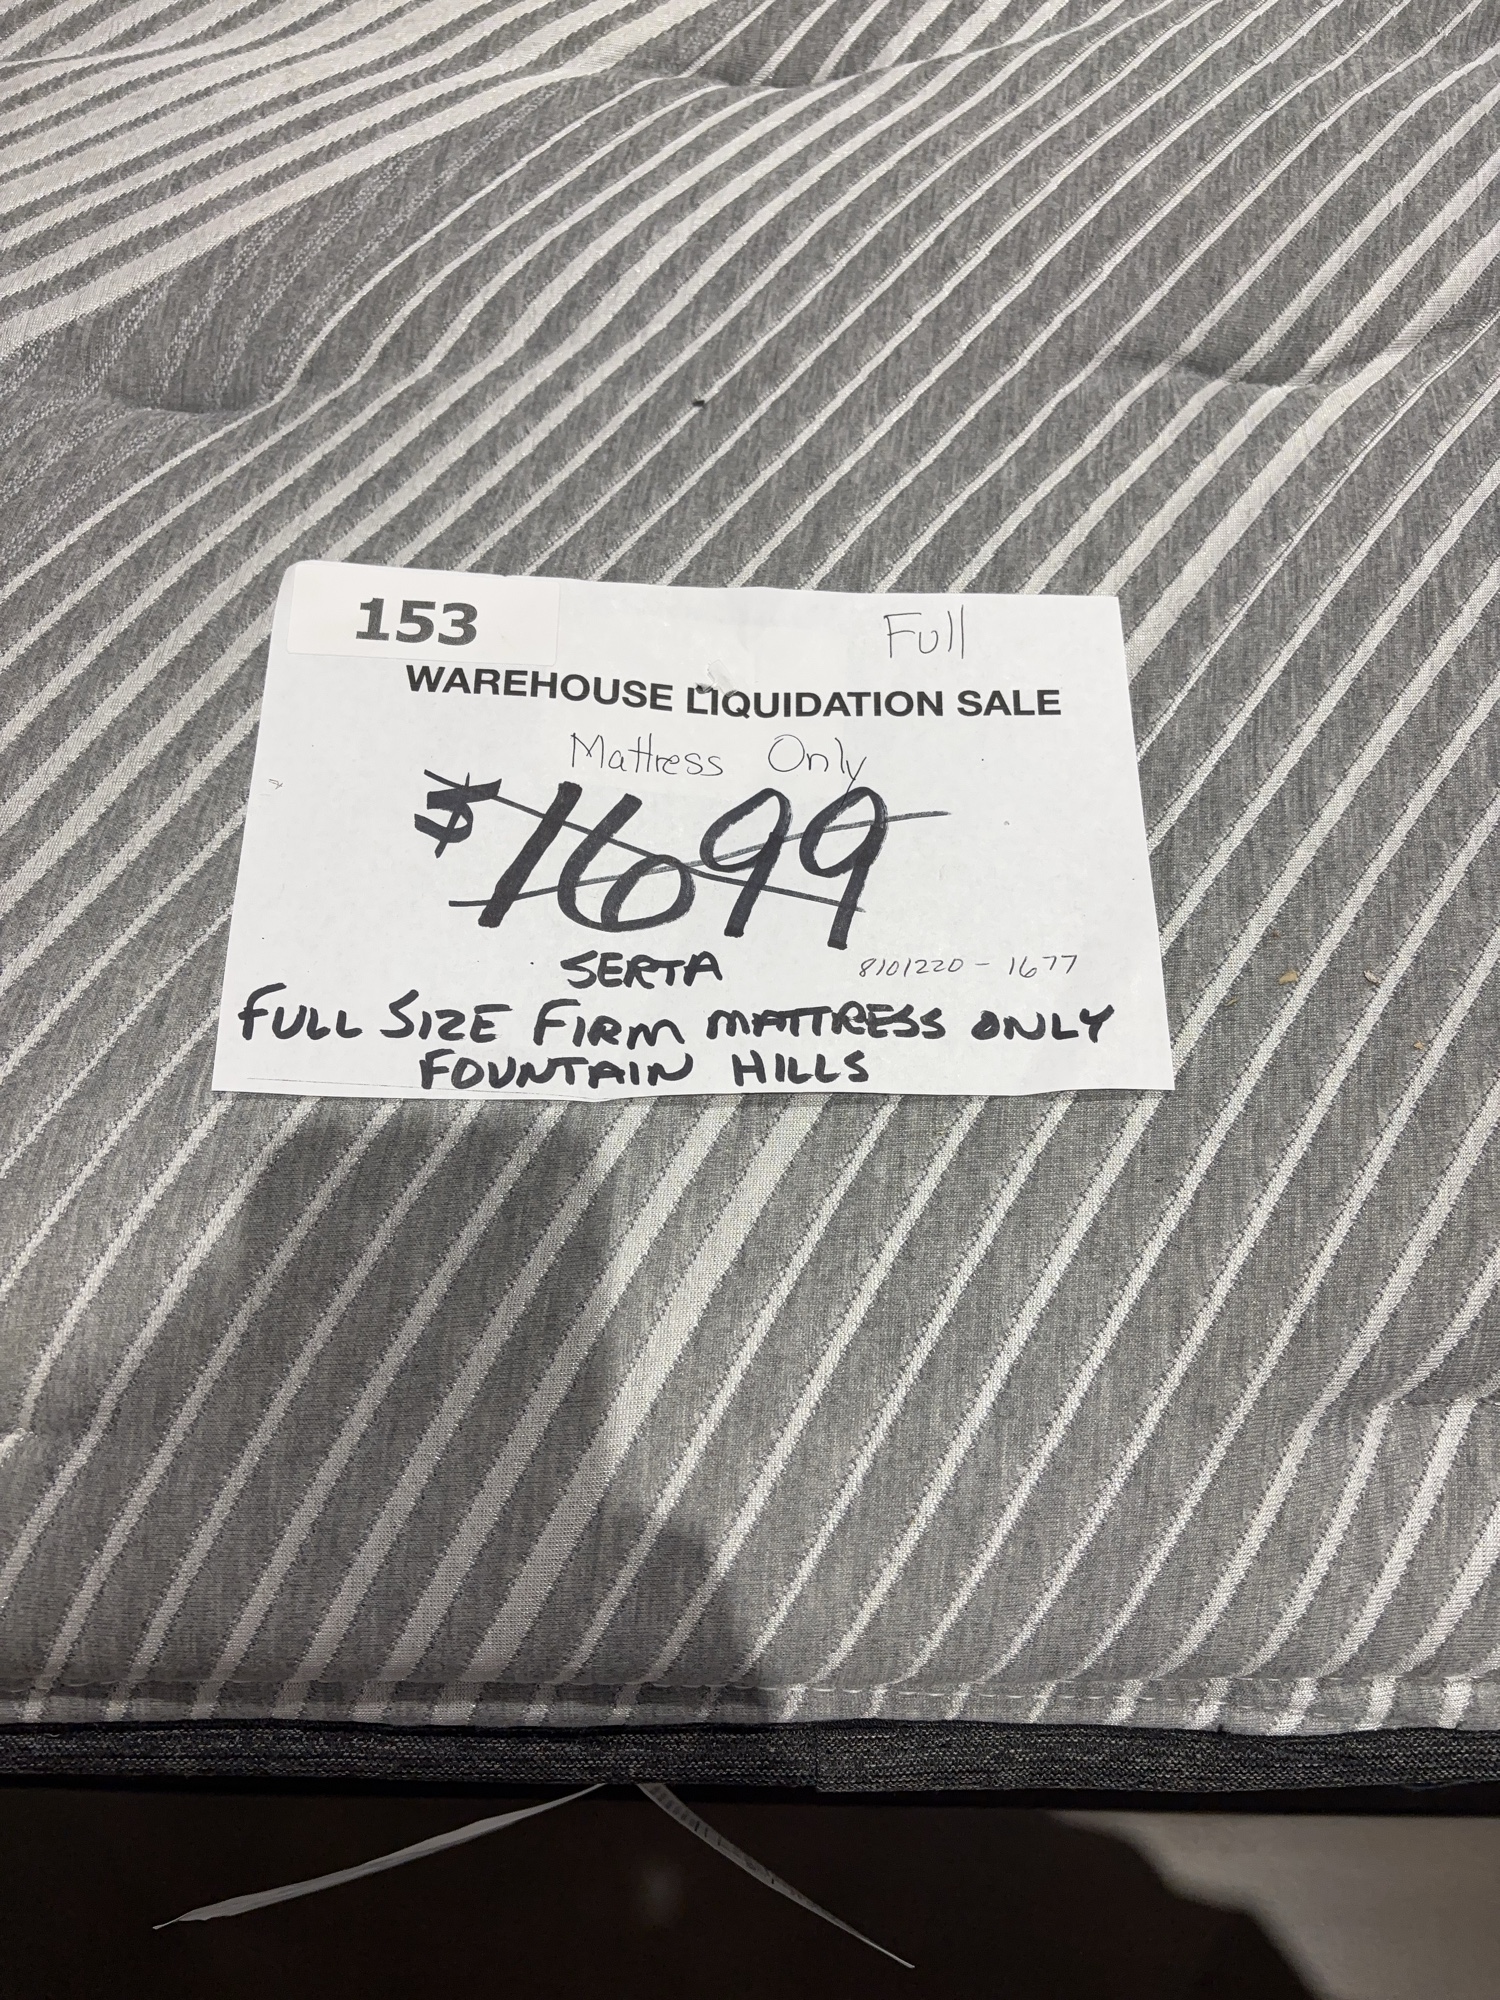 153
Full
WAREHOUSE LIQUIDATION SALE
Mattress Only
$1699
SERTA
8101220-1677
FULL SIZE FIRM MATTRESS ONLY
FOUNTAIN HILLS